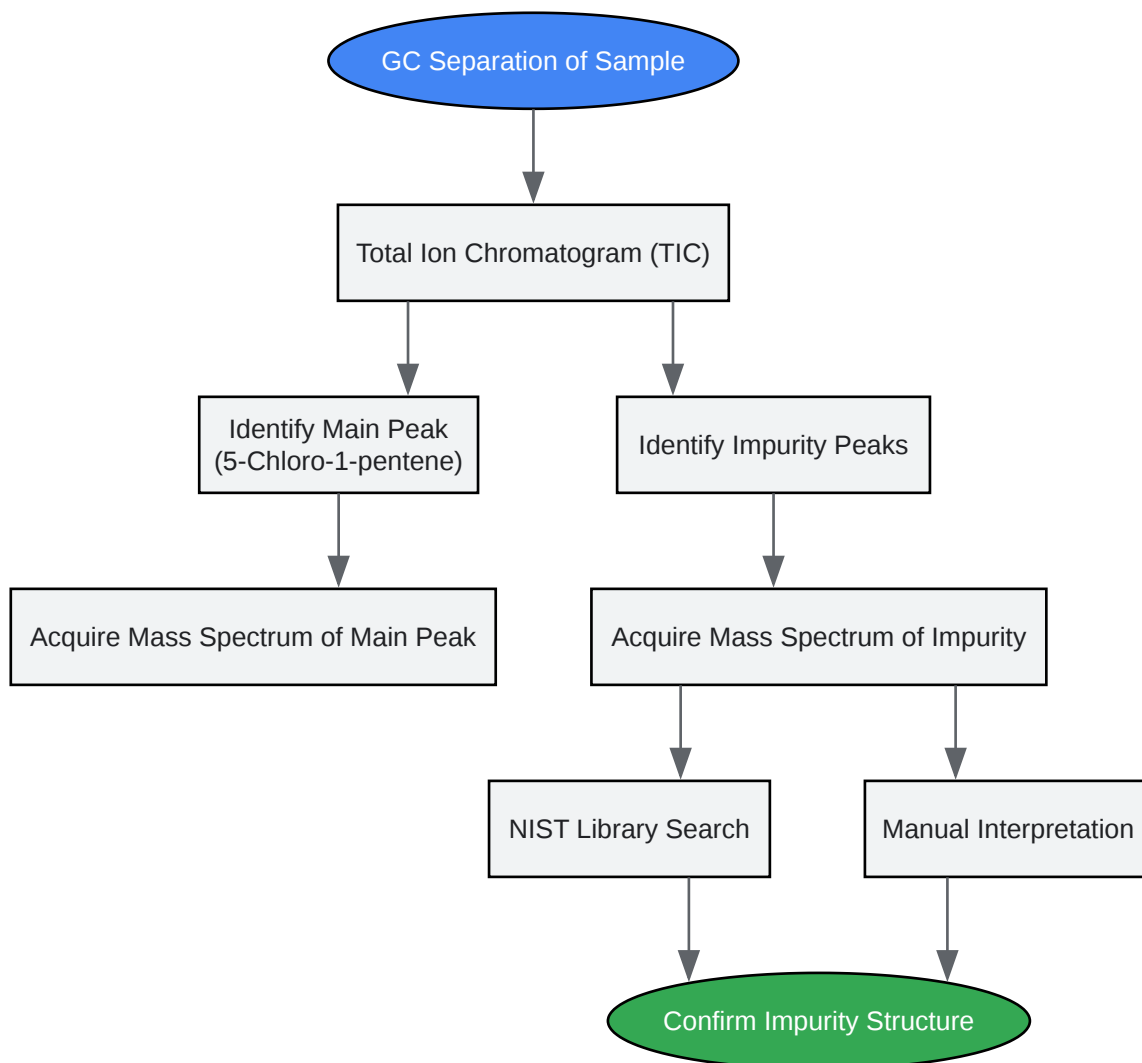 GC Separation of Sample
Total Ion Chromatogram (TIC)
Identify Main Peak
(5-Chloro-1-pentene)
Identify Impurity Peaks
Acquire Mass Spectrum of Main Peak
Acquire Mass Spectrum of Impurity
NIST Library Search
Manual Interpretation
Confirm Impurity Structure